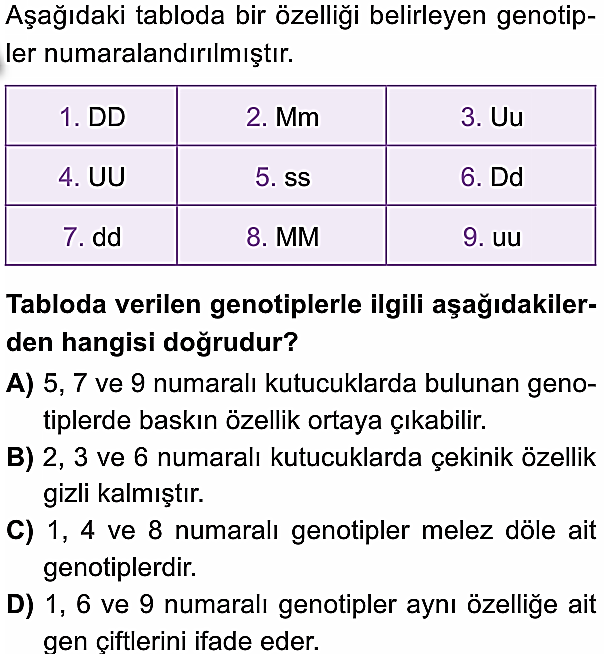 Aşağıdaki tabloda bir özelliği belirleyen genotip-
ler numaralandırılmıştır.
1. DD 2. Mm 3. Uu
4. UU 5. ss 6. Dd
7. dd 8. MM 9. uu
Tabloda verilen genotiplerle ilgili aşağıdakiler-
den hangisi doğrudur?
A) 5, 7 ve 9 numaralı kutucuklarda bulunan geno-
tiplerde baskın özellik ortaya çıkabilir.
B) 2, 3 ve 6 numaralı kutucuklarda çekinik özellik
gizli kalmıştır.
C) 1, 4 ve 8 numaralı genotipler melez döle ait
genotiplerdir.
D) 1, 6 ve 9 numaralı genotipler aynı özelliğe ait
gen çiftlerini ifade eder.